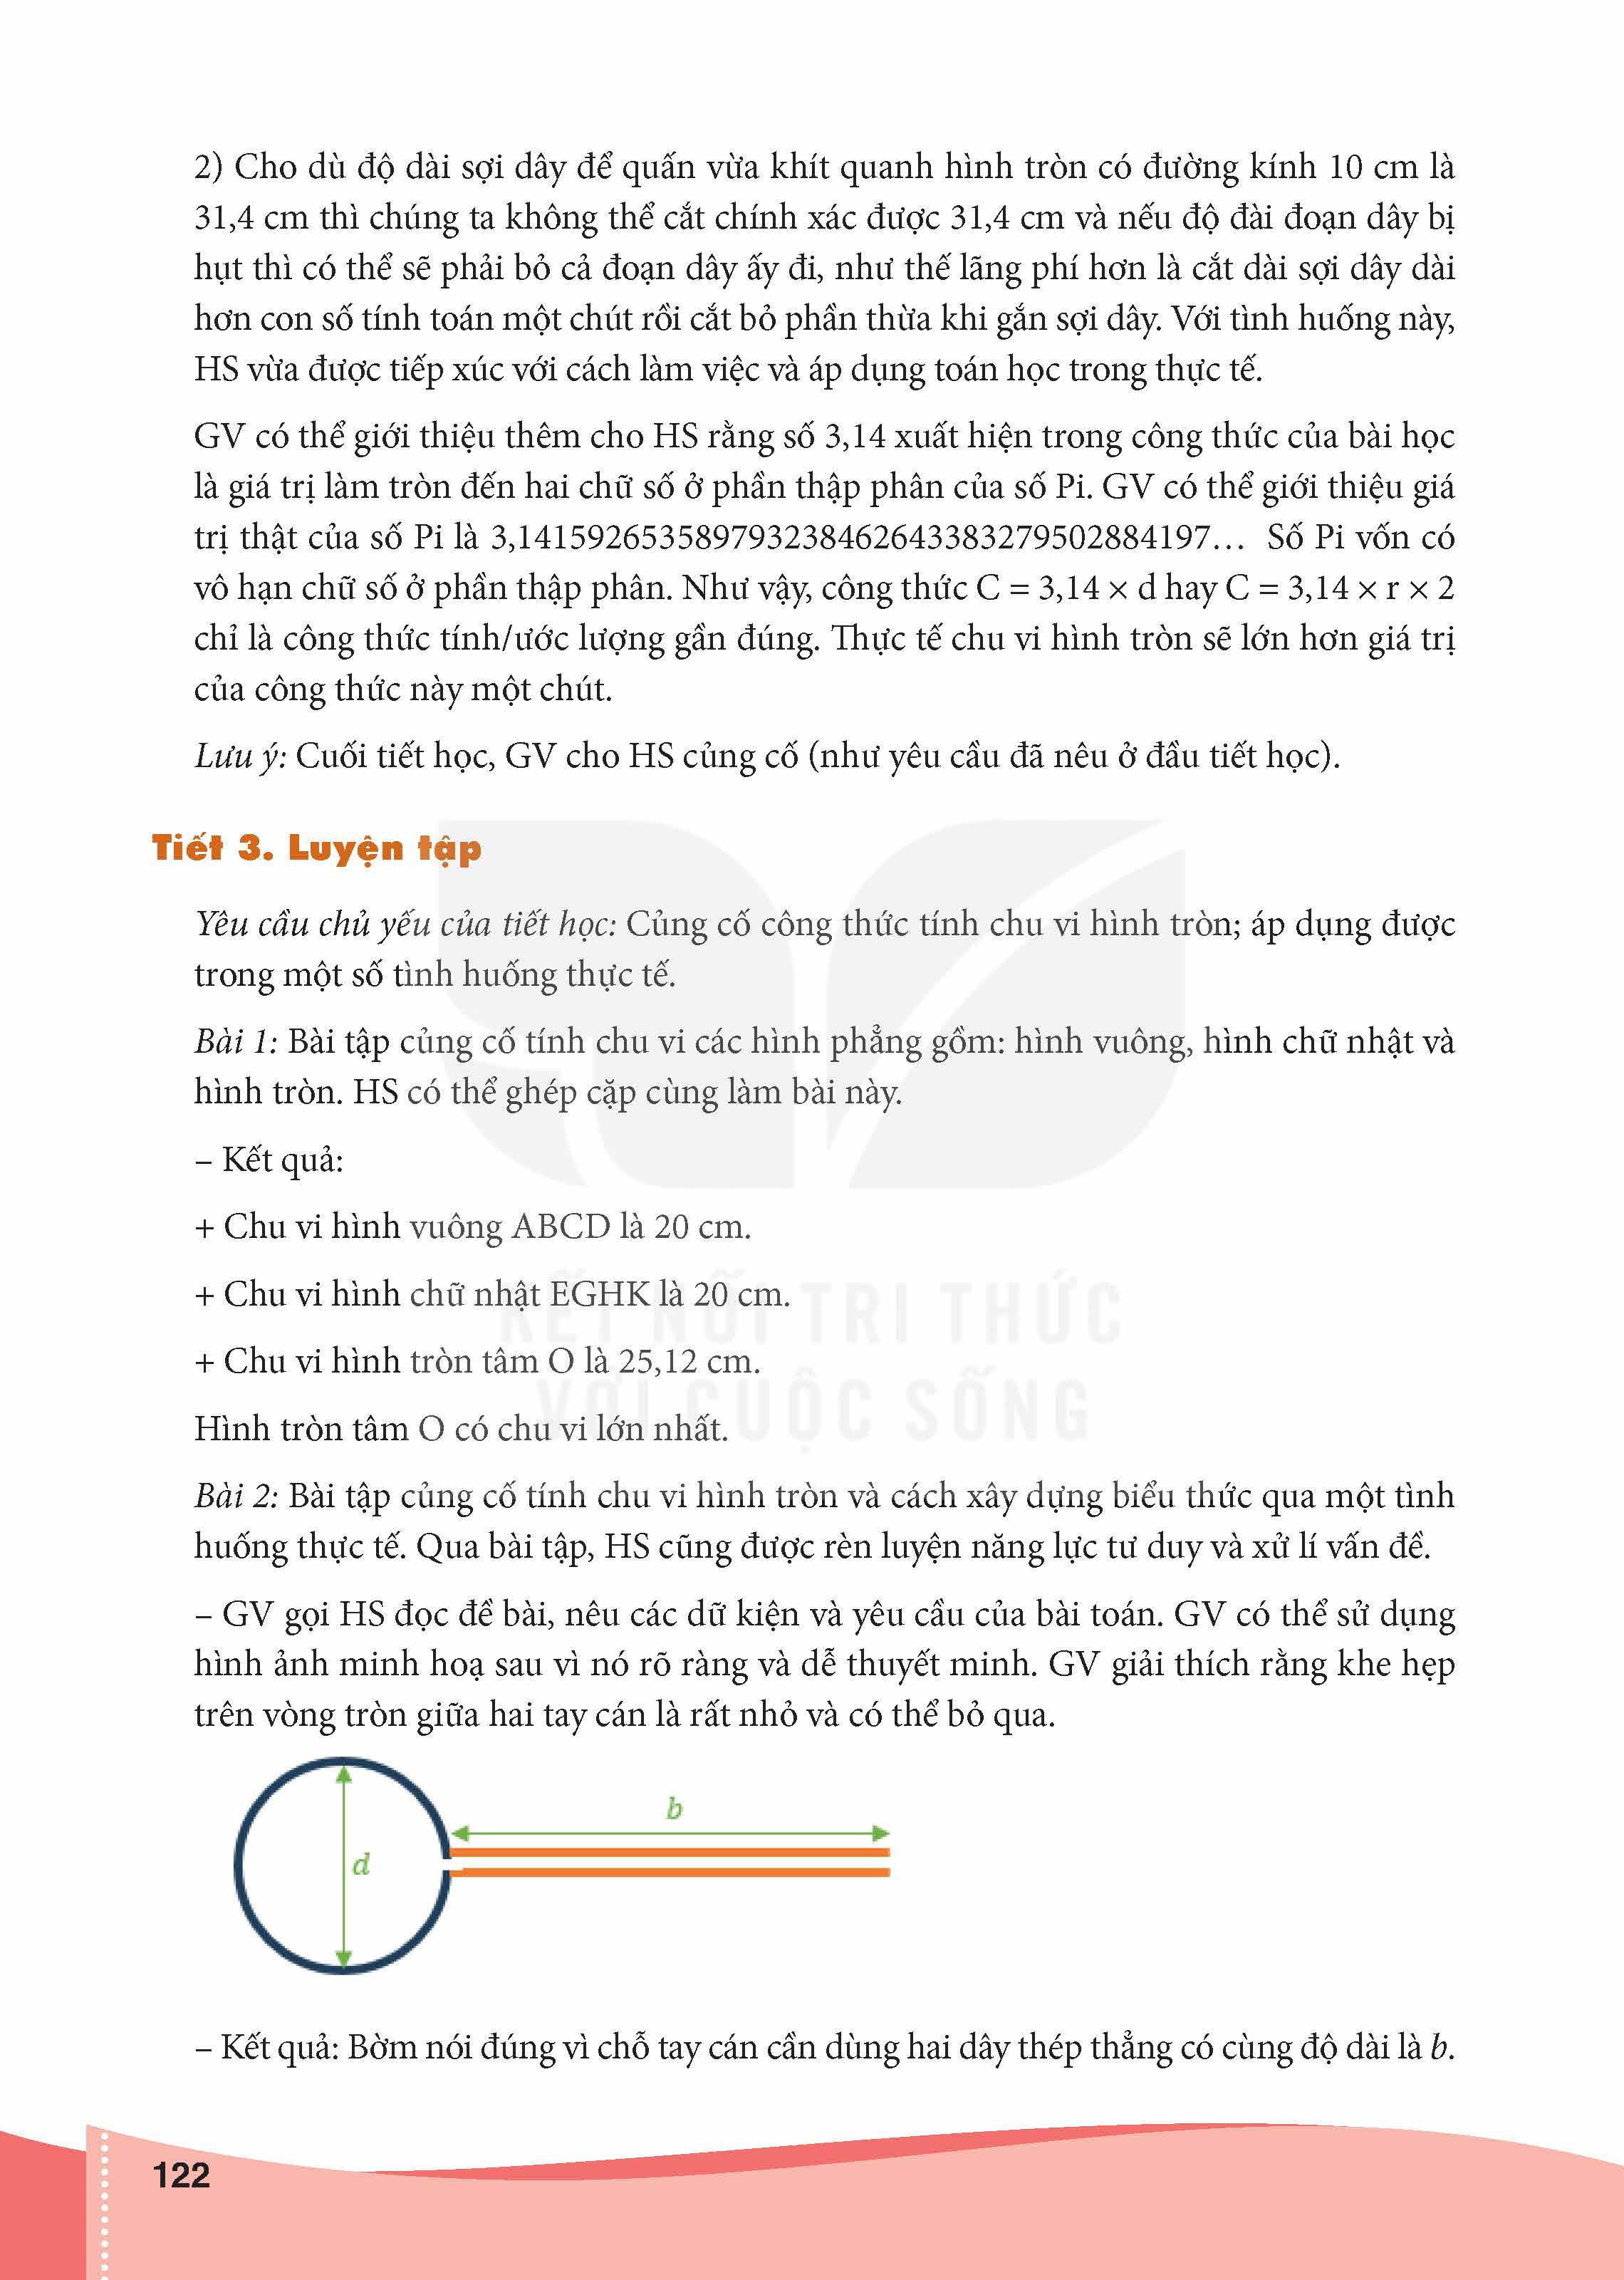 2) Cho dù độ dài sợi dây để quấn vừa khít quanh hình tròn có đường kính 10 cm là
31,4 cm thì chúng ta không thể cắt chính xác được 31,4 cm và nếu độ đài đoạn dây bị
hụt thì có thể sẽ phải bỏ cả đoạn dây ấy đi, như thế lãng phí hơn là cắt dài sợi dây dài
hơn con số tính toán một chút rồi cắt bỏ phần thừa khi gắn sợi dây. Với tình huống này,
HS vừa được tiếp xúc với cách làm việc và áp dụng toán học trong thực tế.
GV có thể giới thiệu thêm cho HS rằng số 3,14 xuất hiện trong công thức của bài học
là giá trị làm tròn đến hai chữ số ở phần thập phân của số Pi. GV có thể giới thiệu giá
trị thật của số Pi là 3,141592653589793238462643383279502884197… Số Pi vốn có
vô hạn chữ số ở phần thập phân. Như vậy, công thức C = 3,14 × d hay C = 3,14 × r × 2
chỉ là công thức tính/ước lượng gần đúng. Thực tế chu vi hình tròn sẽ lớn hơn giá trị
của công thức này một chút.
Lưu ý: Cuối tiết học, GV cho HS củng cố (như yêu cầu đã nêu ở đầu tiết học).
Tiết 3. Luyện tập
Yêu cầu chủ yếu của tiết học: Củng cố công thức tính chu vi hình tròn; áp dụng được
trong một số tình huống thực tế.
Bài 1: Bài tập củng cố tính chu vi các hình phẳng gồm: hình vuông, hình chữ nhật và
hình tròn. HS có thể ghép cặp cùng làm bài này.
– Kết quả:
+ Chu vi hình vuông ABCD là 20 cm.
+ Chu vi hình chữ nhật EGHK là 20 cm.
KẾT NỐI TRI THỨC
+ Chu vi hình tròn tâm O là 25,12 cm.
VỚI CUỘC SỐNG
Hình tròn tâm O có chu vi lớn nhất.
Bài 2: Bài tập củng cố tính chu vi hình tròn và cách xây dựng biểu thức qua một tình
huống thực tế. Qua bài tập, HS cũng được rèn luyện năng lực tư duy và xử lí vấn đề.
– GV gọi HS đọc đề bài, nêu các dữ kiện và yêu cầu của bài toán. GV có thể sử dụng
hình ảnh minh hoạ sau vì nó rõ ràng và dễ thuyết minh. GV giải thích rằng khe hẹp
trên vòng tròn giữa hai tay cán là rất nhỏ và có thể bỏ qua.
b
d
– Kết quả: Bờm nói đúng vì chỗ tay cán cần dùng hai dây thép thẳng có cùng độ dài là b.
122